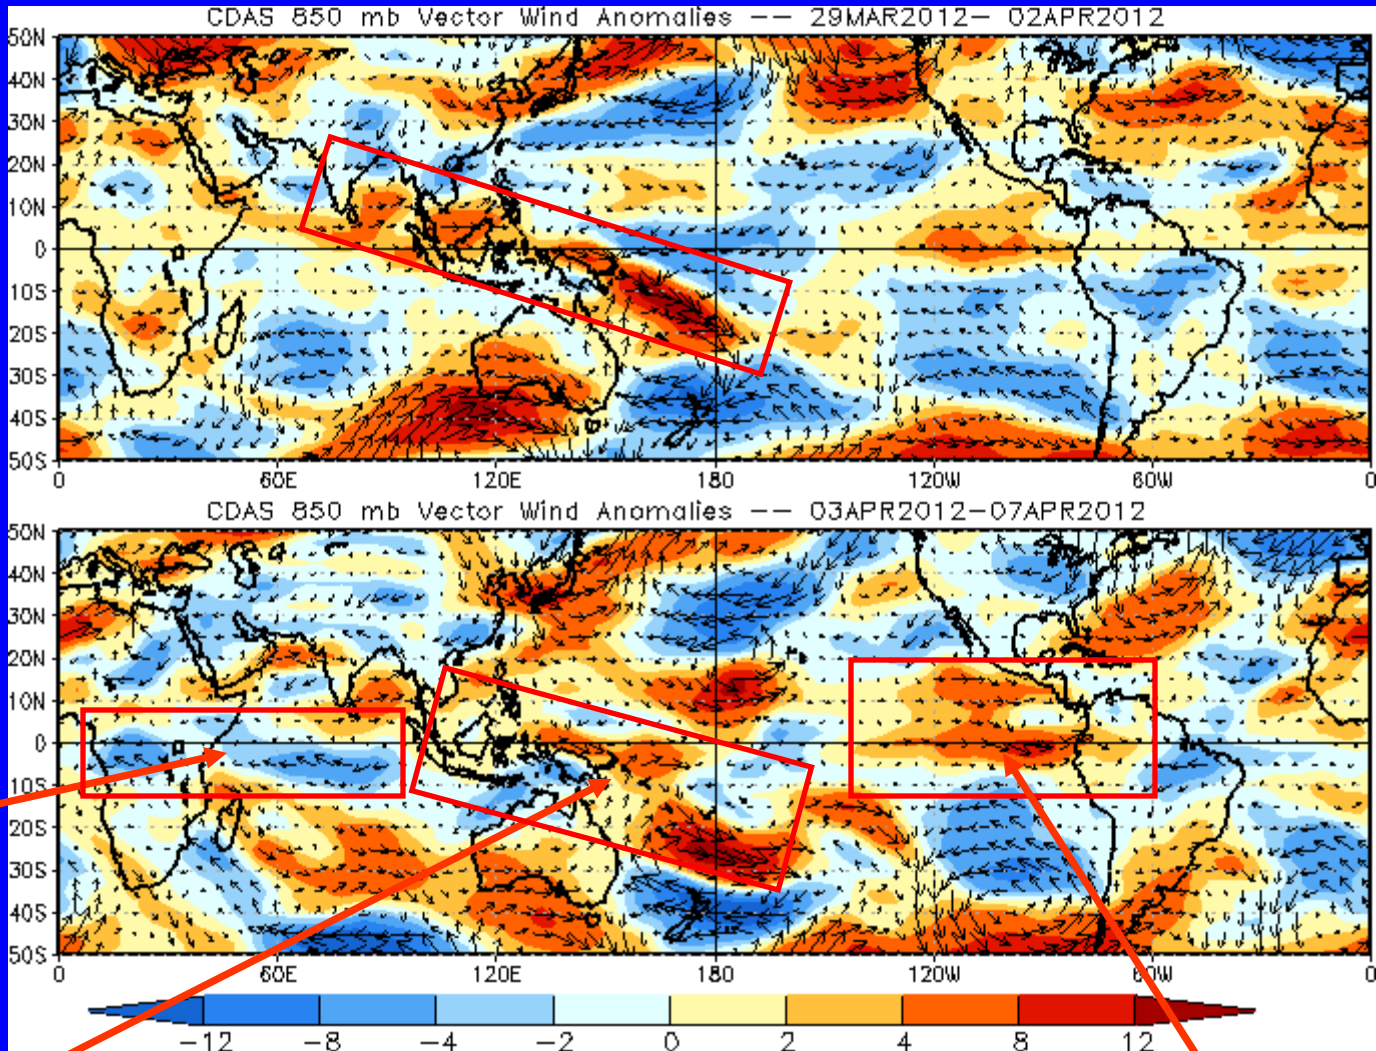 CDAS 850 mb Vector Wind Anomalies -- 29MAR2012- 02APR2012
50N
40N
30N
20N
10N
0
10S
20S
30S
40S
50S
0 60E 120E 180 120W 60W 0
CDAS 850 mb Vector Wind Anomalies -- 03APR2012-07APR2012
50N
40N
30N
20N
10N
0
10S
20S
30S
40S
50S
0 60E 120E 180 120W 60W 0
-12 -8 -4 -2 0 2 4 8 12